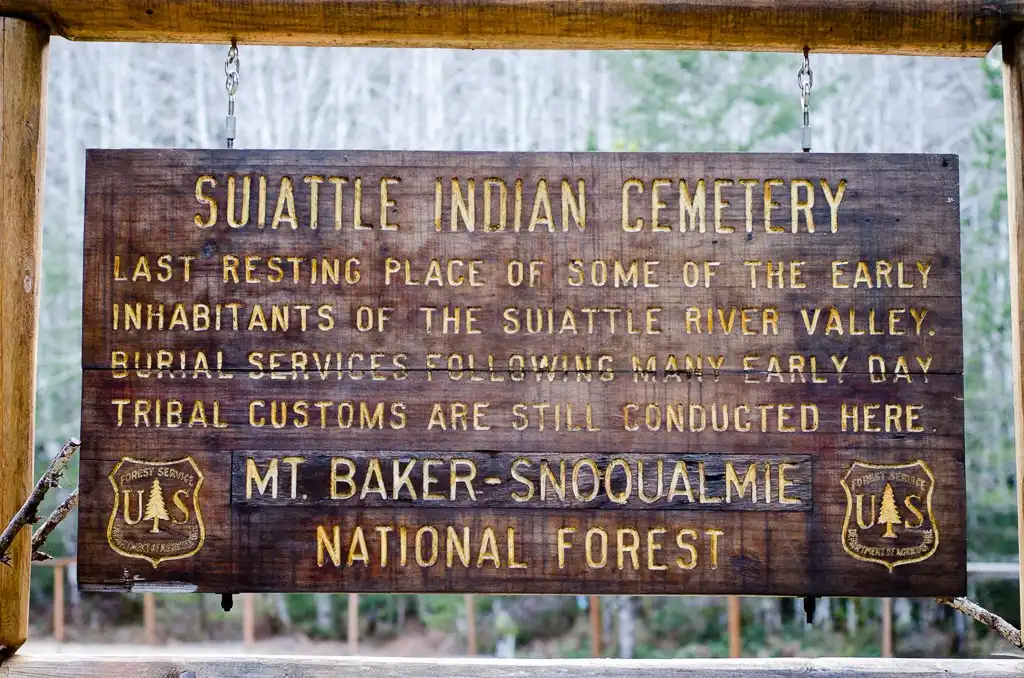 SUIATTLE INDIAN CEMETERY
LAST RESTING PLACE OF SOME OF THE EARLY
INHABITANTS OF THE SUIATTLE RIVER VALLEY.
BURIAL SERVICES FOLLOWING MANY EARLY DAY
TRIBAL CUSTOMS ARE STILL CONDUCTED HERE.
FOREST SERVICE
U S
DEPARTMENT OF AGRICULTURE
MT. BAKER-SNOQUALMIE
NATIONAL FOREST
FOREST SERVICE
U S
DEPARTMENT OF AGRICULTURE